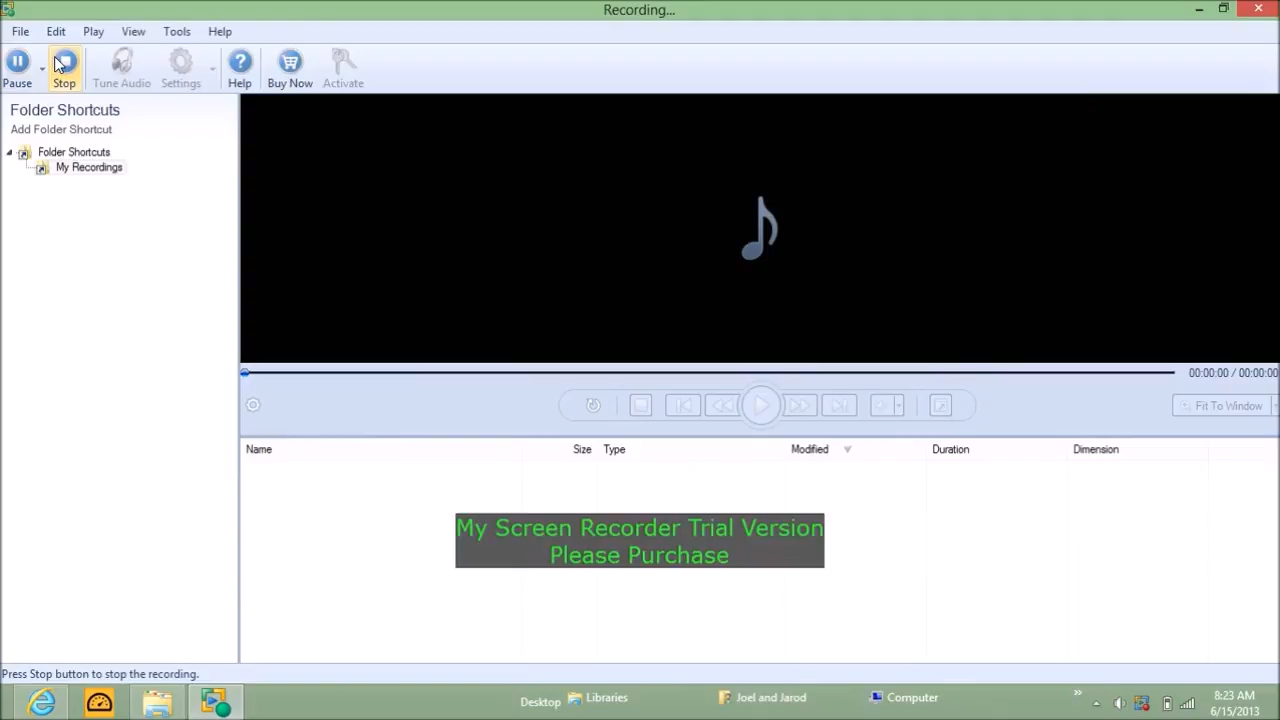 Recording...
File Edit Play View Tools Help
Pause Stop Tune Audio Settings Help Buy Now Activate
Folder Shortcuts
Add Folder Shortcut
Folder Shortcuts
My Recordings
00:00:00 / 00:00:00
Fit To Window
Name Size Type Modified Duration Dimension
My Screen Recorder Trial Version
Please Purchase
Press Stop button to stop the recording.
Desktop Libraries Joel and Jarod Computer
8:23 AM
6/15/2013